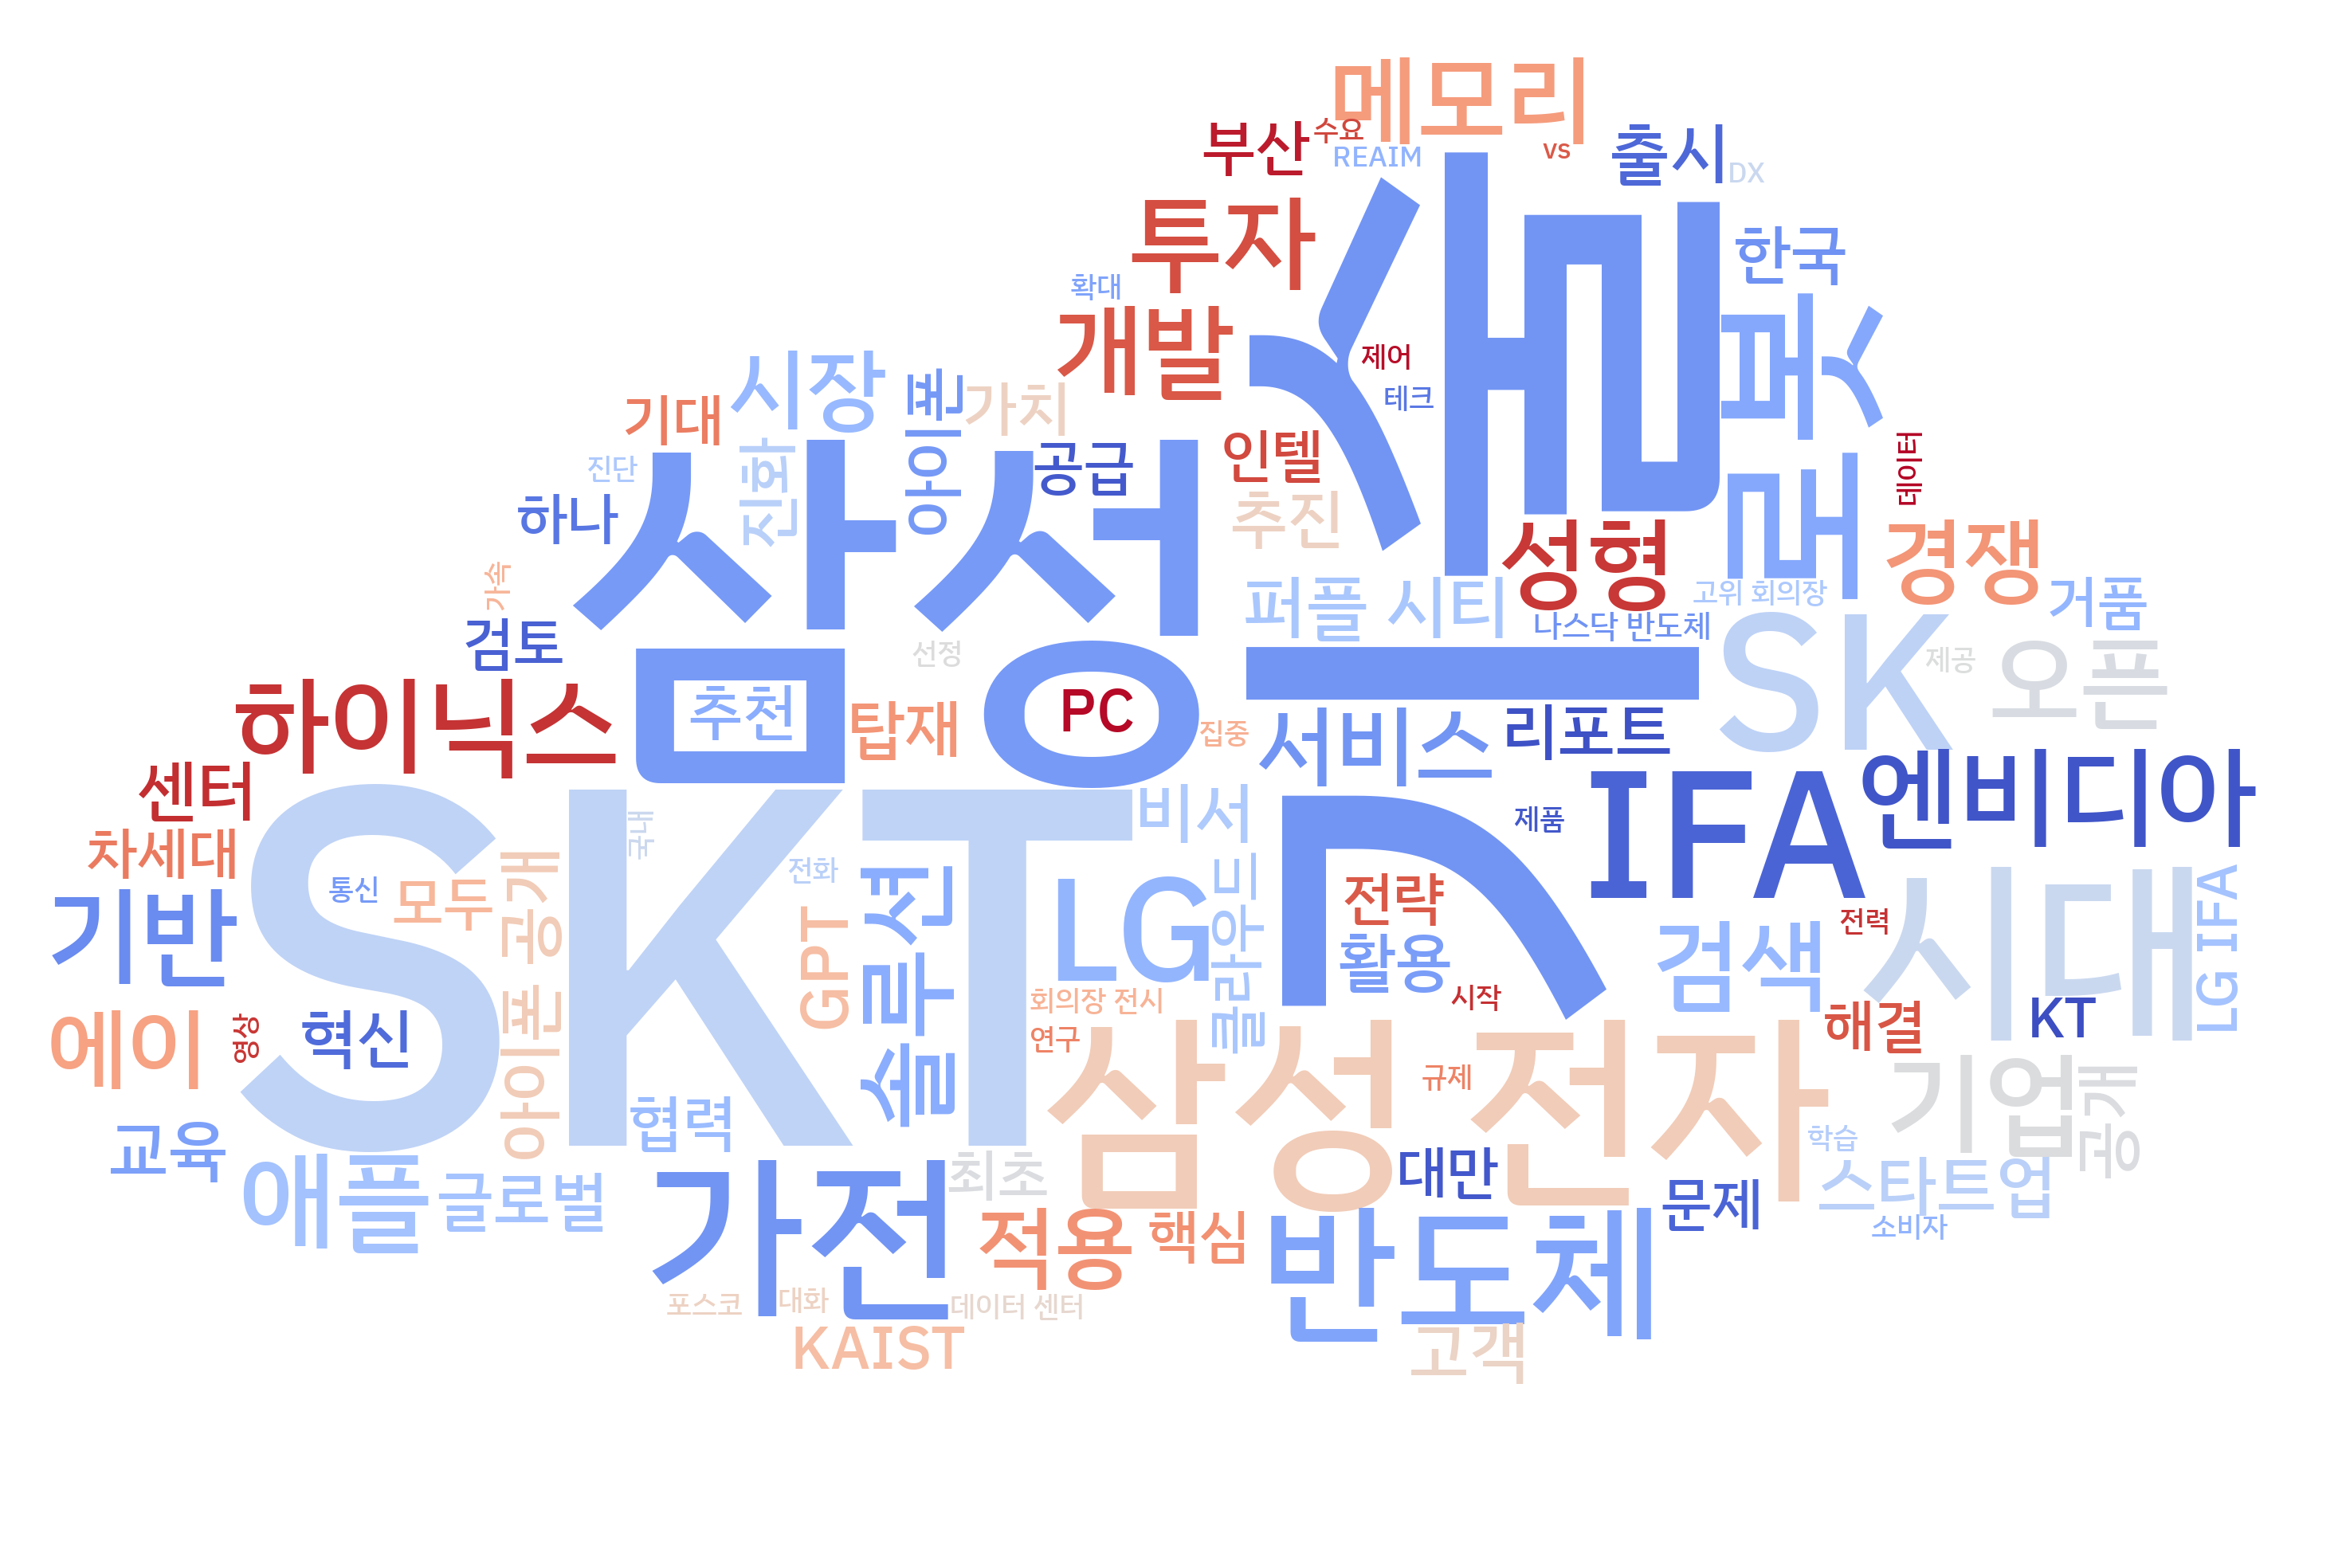 메모리
부산
수요
REAIM
VS
출시
DX
투자
한국
확대
개발
기술
로봇
제어
테크
시장
아이폰
가치
기대
진단
진화
공급
인텔
데이터
하나
삼성
추진
성형
경쟁
가속
퍼플 시티
고위 회의장
거품
검토
나스닥 반도체
선정
SK
제공
오픈
하이닉스
추천
탑재
PC
집중
서비스
리포트
센터
IFA
엔비디아
차세대
SKT
국내
비서
제품
전화
기반
통신
모두
아이폰 공개
GPT
솔루션
LG
클라우드
전략
활용
시작
검색
전력
시대
LG IFA
에이
영상
혁신
회의장 전시
연구
해결
KT
삼성전자
규제
기업
공개
교육
협력
학습
애플
글로벌
가전
최초
대만
문제
스타트업
소비자
적용
핵심
반도체
포스코
대화
데이터 센터
KAIST
고객